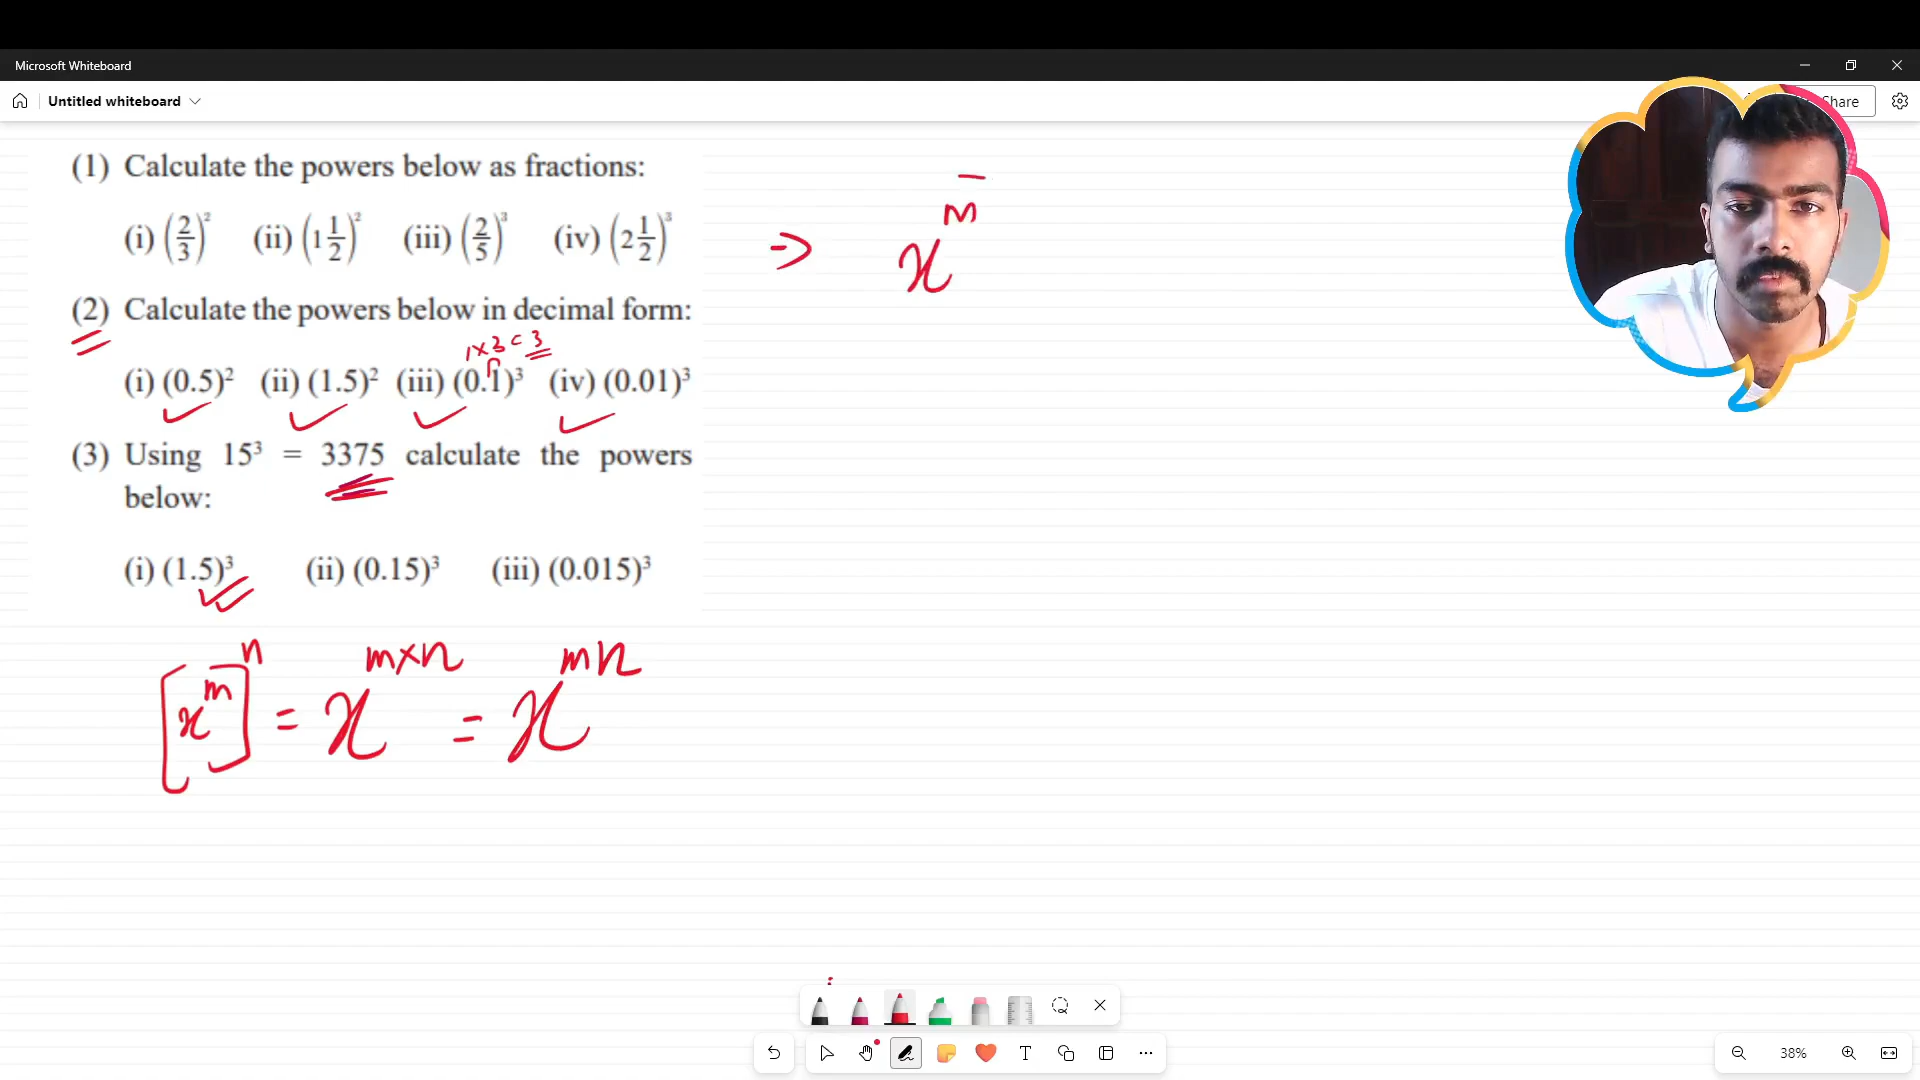 Microsoft Whiteboard
Untitled whiteboard
Share
(1) Calculate the powers below as fractions:
(i) (2/3)² (ii) (1 1/2)² (iii) (2/5)³ (iv) (2 1/2)³
(2) Calculate the powers below in decimal form:
1×3=3
(i) (0.5)² (ii) (1.5)² (iii) (0.1)³ (iv) (0.01)³
(3) Using 15³ = 3375 calculate the powers
below:
(i) (1.5)³ (ii) (0.15)³ (iii) (0.015)³
[x^m]^n = x^(m×n) = x^(mn)
⇒ x^m
T
38%